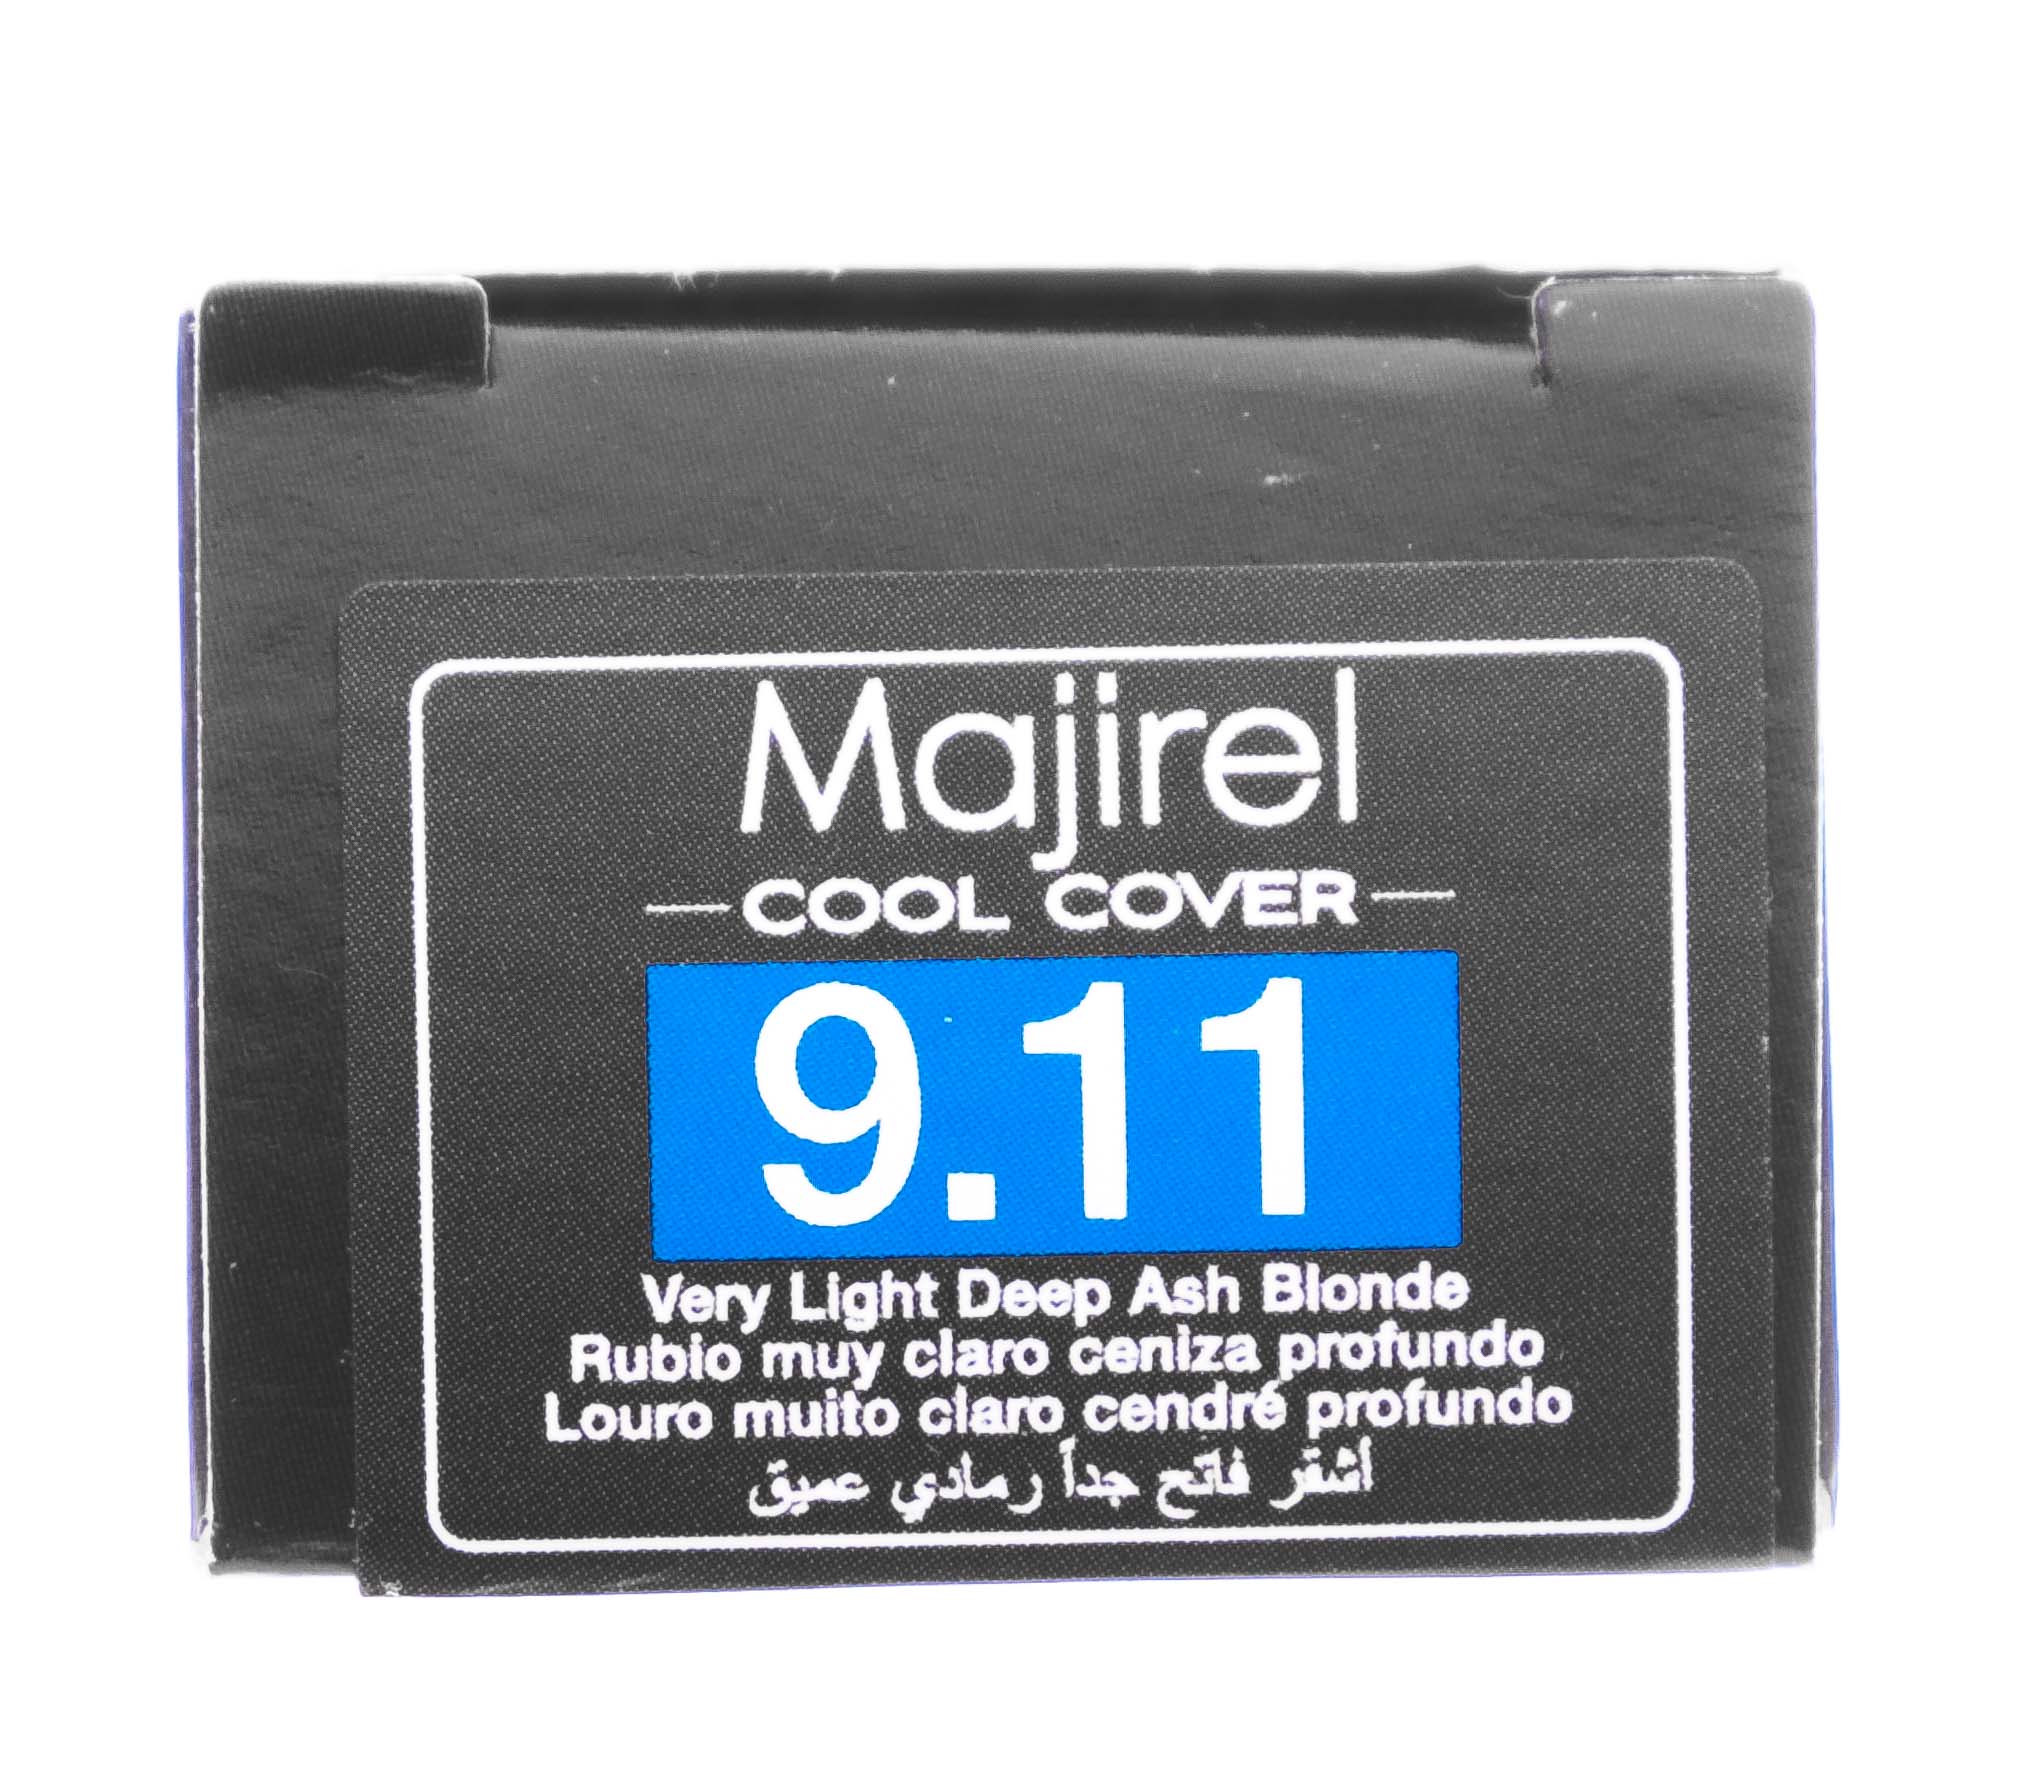 Majirel
COOL COVER
9.11
Very Light Deep Ash Blonde
Rubio muy claro ceniza profundo
Louro muito claro cendré profundo
أشقر فاتح جداً رمادي عميق